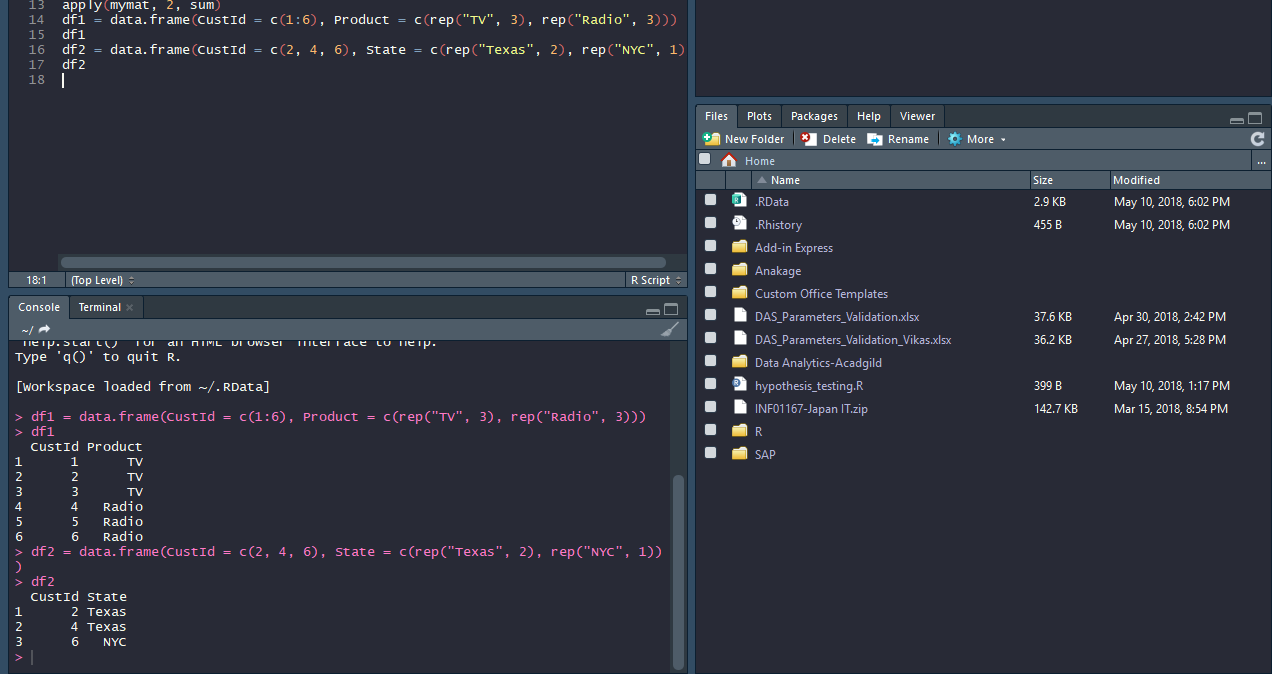 13 apply(mymat, 2, sum)
14 df1 = data.frame(CustId = c(1:6), Product = c(rep("TV", 3), rep("Radio", 3)))
15 df1
16 df2 = data.frame(CustId = c(2, 4, 6), State = c(rep("Texas", 2), rep("NYC", 1)
17 df2
18
18:1 (Top Level) R Script
Console Terminal
~/
'help.start()' for an HTML browser interface to help.
Type 'q()' to quit R.
[Workspace loaded from ~/.RData]
> df1 = data.frame(CustId = c(1:6), Product = c(rep("TV", 3), rep("Radio", 3)))
> df1
CustId Product
1 1 TV
2 2 TV
3 3 TV
4 4 Radio
5 5 Radio
6 6 Radio
> df2 = data.frame(CustId = c(2, 4, 6), State = c(rep("Texas", 2), rep("NYC", 1))
)
> df2
CustId State
1 2 Texas
2 4 Texas
3 6 NYC
>
Files Plots Packages Help Viewer
New Folder Delete Rename More
Home ...
Name Size Modified
.RData 2.9 KB May 10, 2018, 6:02 PM
.Rhistory 455 B May 10, 2018, 6:02 PM
Add-in Express
Anakage
Custom Office Templates
DAS_Parameters_Validation.xlsx 37.6 KB Apr 30, 2018, 2:42 PM
DAS_Parameters_Validation_Vikas.xlsx 36.2 KB Apr 27, 2018, 5:28 PM
Data Analytics-Acadgild
hypothesis_testing.R 399 B May 10, 2018, 1:17 PM
INF01167-Japan IT.zip 142.7 KB Mar 15, 2018, 8:54 PM
R
SAP